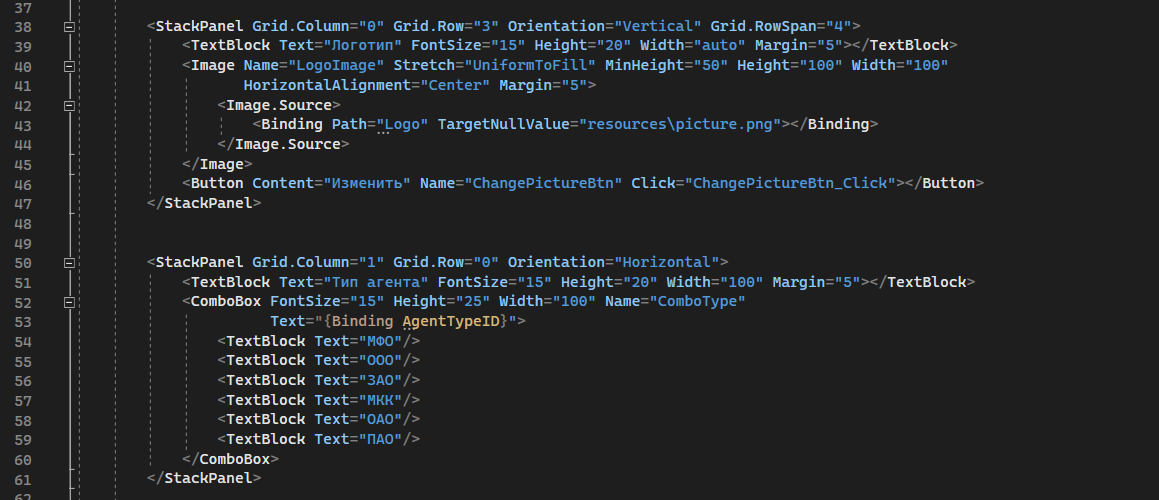 37
38 <StackPanel Grid.Column="0" Grid.Row="3" Orientation="Vertical" Grid.RowSpan="4">
39 <TextBlock Text="Логотип" FontSize="15" Height="20" Width="auto" Margin="5"></TextBlock>
40 <Image Name="LogoImage" Stretch="UniformToFill" MinHeight="50" Height="100" Width="100"
41 HorizontalAlignment="Center" Margin="5">
42 <Image.Source>
43 <Binding Path="Logo" TargetNullValue="resources\picture.png"></Binding>
44 </Image.Source>
45 </Image>
46 <Button Content="Изменить" Name="ChangePictureBtn" Click="ChangePictureBtn_Click"></Button>
47 </StackPanel>
48
49
50 <StackPanel Grid.Column="1" Grid.Row="0" Orientation="Horizontal">
51 <TextBlock Text="Тип агента" FontSize="15" Height="20" Width="100" Margin="5"></TextBlock>
52 <ComboBox FontSize="15" Height="25" Width="100" Name="ComboType"
53 Text="{Binding AgentTypeID}">
54 <TextBlock Text="МФО"/>
55 <TextBlock Text="ООО"/>
56 <TextBlock Text="ЗАО"/>
57 <TextBlock Text="МКК"/>
58 <TextBlock Text="ОАО"/>
59 <TextBlock Text="ПАО"/>
60 </ComboBox>
61 </StackPanel>
62